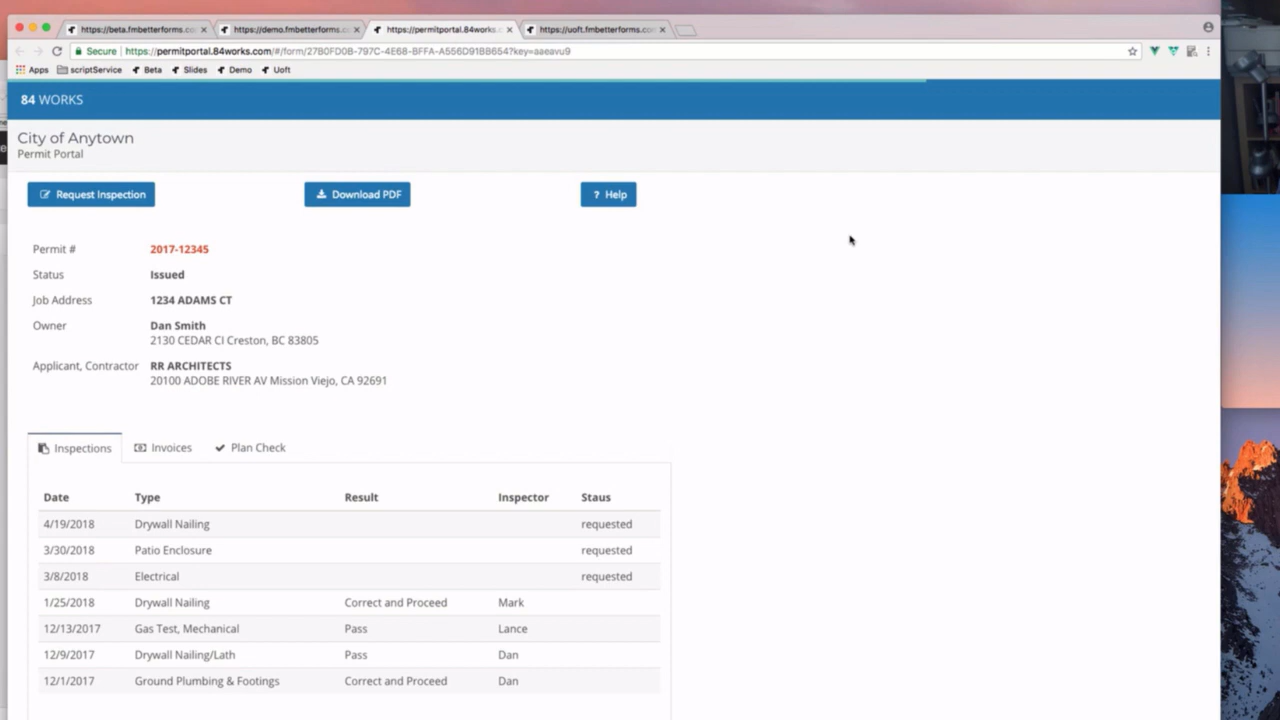 https://beta.fmbetterforms.co
https://demo.fmbetterforms.c
https://permitportal.84works.
https://uoft.fmbetterforms.com
Secure https://permitportal.84works.com/#/form/27B0FD0B-797C-4E68-BFFA-A556D91BB654?key=aaeavu9
Apps scriptService Beta Slides Demo Uoft
84 WORKS
City of Anytown
Permit Portal
Request Inspection Download PDF ? Help
Permit # 2017-12345
Status Issued
Job Address 1234 ADAMS CT
Owner Dan Smith
2130 CEDAR CI Creston, BC 83805
Applicant, Contractor RR ARCHITECTS
20100 ADOBE RIVER AV Mission Viejo, CA 92691
Inspections Invoices Plan Check
Date Type Result Inspector Staus
4/19/2018 Drywall Nailing requested
3/30/2018 Patio Enclosure requested
3/8/2018 Electrical requested
1/25/2018 Drywall Nailing Correct and Proceed Mark
12/13/2017 Gas Test, Mechanical Pass Lance
12/9/2017 Drywall Nailing/Lath Pass Dan
12/1/2017 Ground Plumbing & Footings Correct and Proceed Dan